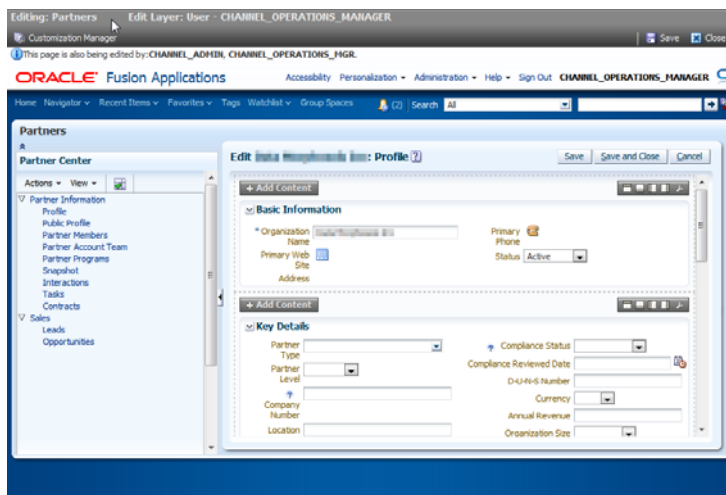 Editing: Partners Edit Layer: User - CHANNEL_OPERATIONS_MANAGER
Customization Manager Save Close
This page is also being edited by:CHANNEL_ADMIN, CHANNEL_OPERATIONS_MGR.
ORACLE Fusion Applications Accessibility Personalization Administration Help Sign Out CHANNEL_OPERATIONS_MANAGER
Home Navigator Recent Items Favorites Tags Watchlist Group Spaces (2) Search All
Partners
Partner Center
Edit : Profile ?
Save Save and Close Cancel
Actions View
Partner Information
Profile
Public Profile
Partner Members
Partner Account Team
Partner Programs
Snapshot
Interactions
Tasks
Contracts
Sales
Leads
Opportunities
+ Add Content
Basic Information
* Organization Name
Primary Web Site
Address
Primary Phone
Status Active
+ Add Content
Key Details
Partner Type
Partner Level
? Company Number
Location
? Compliance Status
Compliance Reviewed Date
D-U-N-S Number
Currency
Annual Revenue
Organization Size